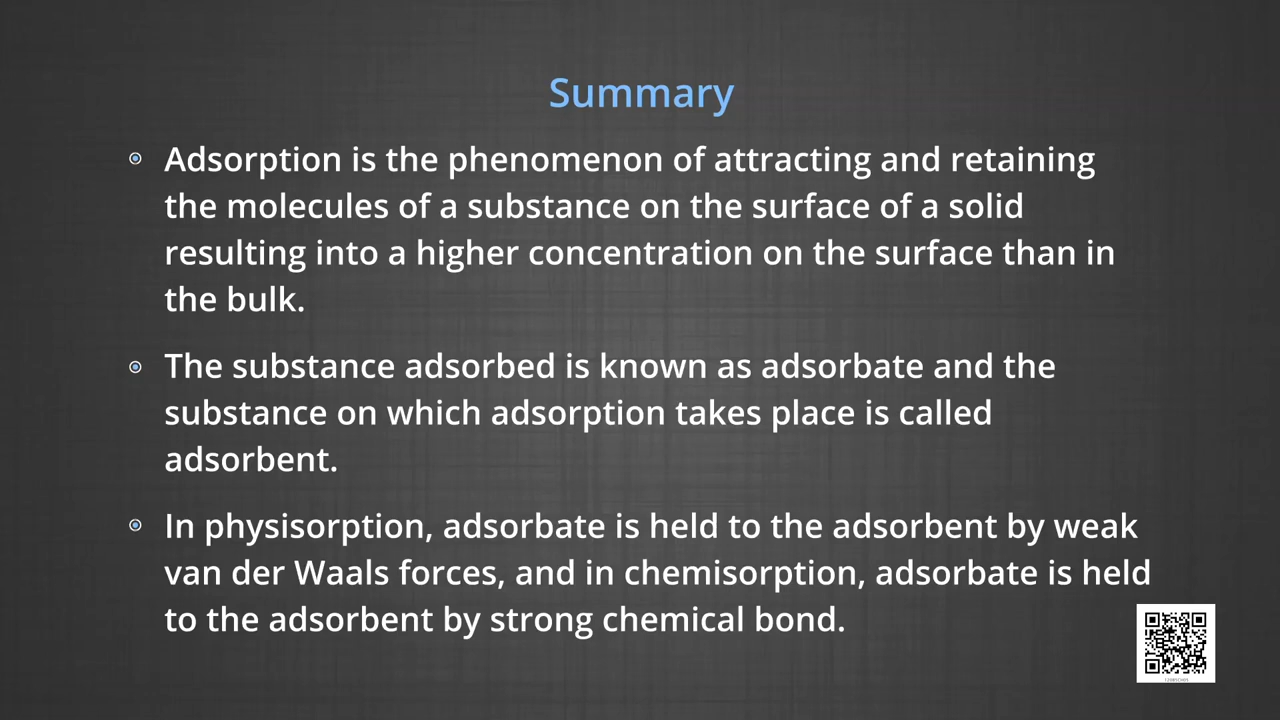 Summary
Adsorption is the phenomenon of attracting and retaining
the molecules of a substance on the surface of a solid
resulting into a higher concentration on the surface than in
the bulk.
The substance adsorbed is known as adsorbate and the
substance on which adsorption takes place is called
adsorbent.
In physisorption, adsorbate is held to the adsorbent by weak
van der Waals forces, and in chemisorption, adsorbate is held
to the adsorbent by strong chemical bond.